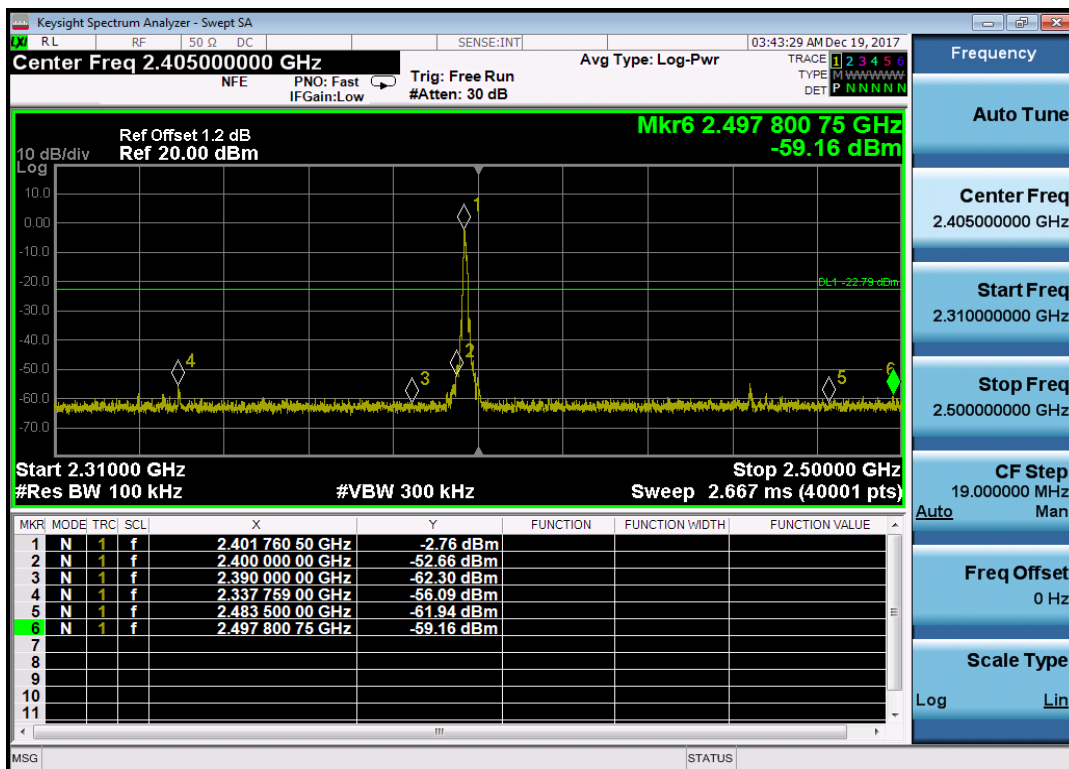 Keysight Spectrum Analyzer - Swept SA
LXI RL RF 50 Ω DC SENSE:INT 03:43:29 AM Dec 19, 2017
Center Freq 2.405000000 GHz
NFE
PNO: Fast
IFGain:Low
Trig: Free Run
#Atten: 30 dB
Avg Type: Log-Pwr
TRACE 1 2 3 4 5 6
TYPE M WWWWW
DET P N N N N N
Ref Offset 1.2 dB
10 dB/div Ref 20.00 dBm
Log
Mkr6 2.497 800 75 GHz
-59.16 dBm
10.0
0.00
-10.0
-20.0
-30.0
-40.0
-50.0
-60.0
-70.0
1
2
3
4
5
6
DL1 -22.79 dBm
Start 2.31000 GHz Stop 2.50000 GHz
#Res BW 100 kHz #VBW 300 kHz Sweep 2.667 ms (40001 pts)
MKR MODE TRC SCL X Y FUNCTION FUNCTION WIDTH FUNCTION VALUE
1 N 1 f 2.401 760 50 GHz -2.76 dBm
2 N 1 f 2.400 000 00 GHz -52.66 dBm
3 N 1 f 2.390 000 00 GHz -62.30 dBm
4 N 1 f 2.337 759 00 GHz -56.09 dBm
5 N 1 f 2.483 500 00 GHz -61.94 dBm
6 N 1 f 2.497 800 75 GHz -59.16 dBm
7
8
9
10
11
MSG STATUS
Frequency
Auto Tune
Center Freq
2.405000000 GHz
Start Freq
2.310000000 GHz
Stop Freq
2.500000000 GHz
CF Step
19.000000 MHz
Auto Man
Freq Offset
0 Hz
Scale Type
Log Lin